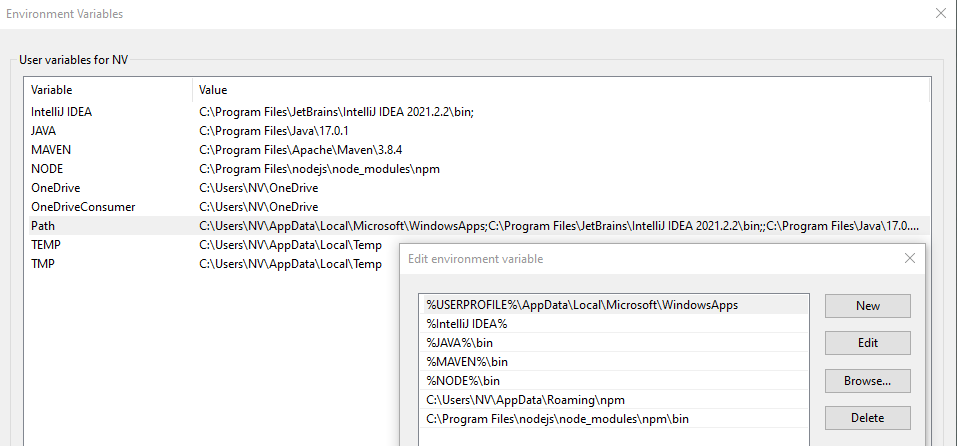 Environment Variables
User variables for NV
Variable Value
IntelliJ IDEA C:\Program Files\JetBrains\IntelliJ IDEA 2021.2.2\bin;
JAVA C:\Program Files\Java\17.0.1
MAVEN C:\Program Files\Apache\Maven\3.8.4
NODE C:\Program Files\nodejs\node_modules\npm
OneDrive C:\Users\NV\OneDrive
OneDriveConsumer C:\Users\NV\OneDrive
Path C:\Users\NV\AppData\Local\Microsoft\WindowsApps;C:\Program Files\JetBrains\IntelliJ IDEA 2021.2.2\bin;;C:\Program Files\Java\17.0....
TEMP C:\Users\NV\AppData\Local\Temp
TMP C:\Users\NV\AppData\Local\Temp
Edit environment variable
%USERPROFILE%\AppData\Local\Microsoft\WindowsApps
%IntelliJ IDEA%
%JAVA%\bin
%MAVEN%\bin
%NODE%\bin
C:\Users\NV\AppData\Roaming\npm
C:\Program Files\nodejs\node_modules\npm\bin
New
Edit
Browse...
Delete